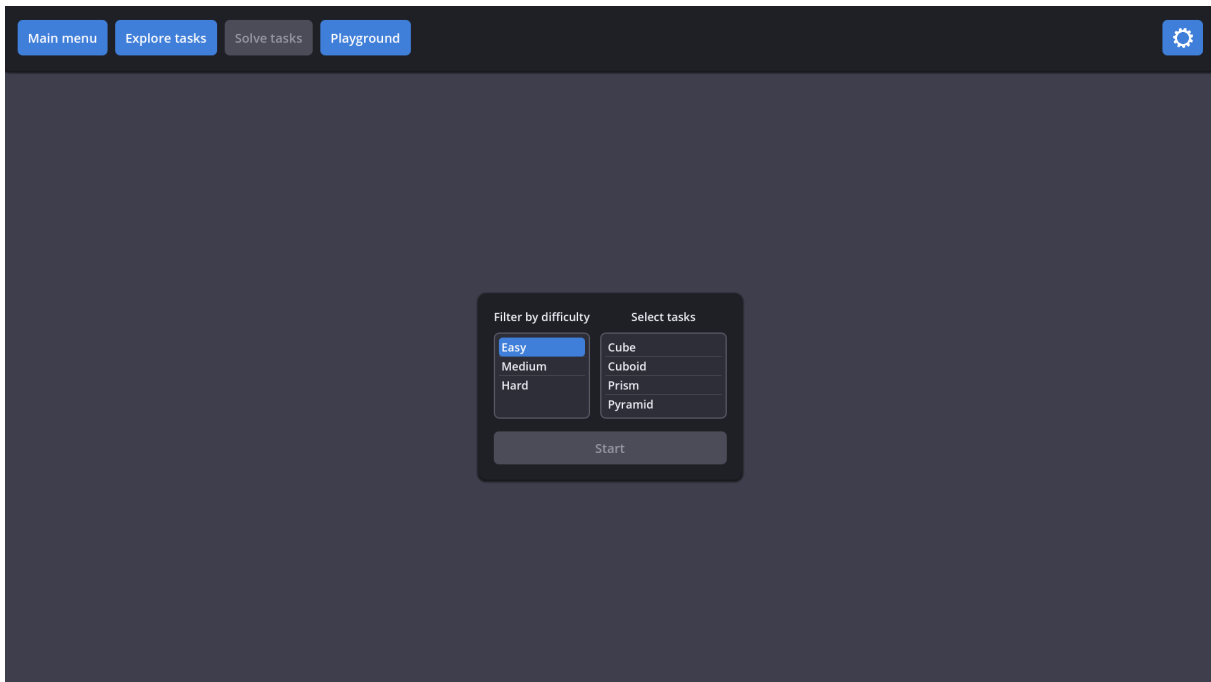 Main menu Explore tasks Solve tasks Playground
Filter by difficulty Select tasks
Easy Cube
Medium Cuboid
Hard Prism
Pyramid
Start